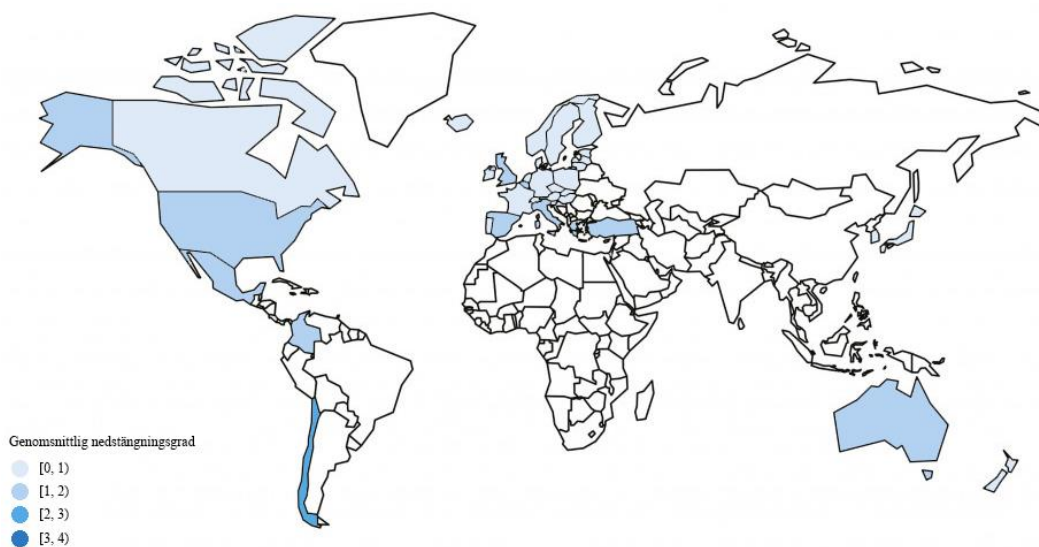 Genomsnittlig nedstängningsgrad
[0, 1)
[1, 2)
[2, 3)
[3, 4)